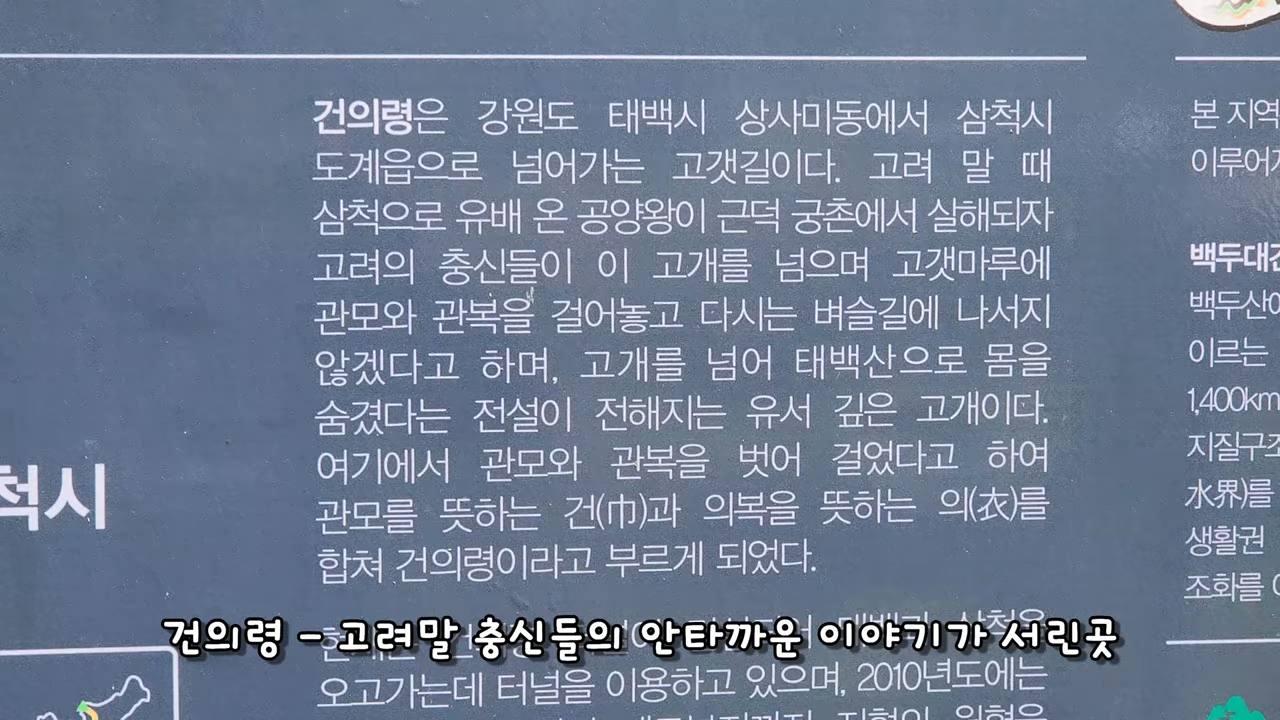 건의령은 강원도 태백시 상사미동에서 삼척시
도계읍으로 넘어가는 고갯길이다. 고려 말 때
삼척으로 유배 온 공양왕이 근덕 궁촌에서 살해되자
고려의 충신들이 이 고개를 넘으며 고갯마루에
관모와 관복을 걸어놓고 다시는 벼슬길에 나서지
않겠다고 하며, 고개를 넘어 태백산으로 몸을
숨겼다는 전설이 전해지는 유서 깊은 고개이다.
여기에서 관모와 관복을 벗어 걸었다고 하여
관모를 뜻하는 건(巾)과 의복을 뜻하는 의(衣)를
합쳐 건의령이라고 부르게 되었다.
오고가는데 터널을 이용하고 있으며, 2010년도에는
척시
본 지역
이루어
백두대간
백두산에
이르는
1,400km
지질구조
水界)를
생활권
조화를
건의령 - 고려말 충신들의 안타까운 이야기가 서린곳